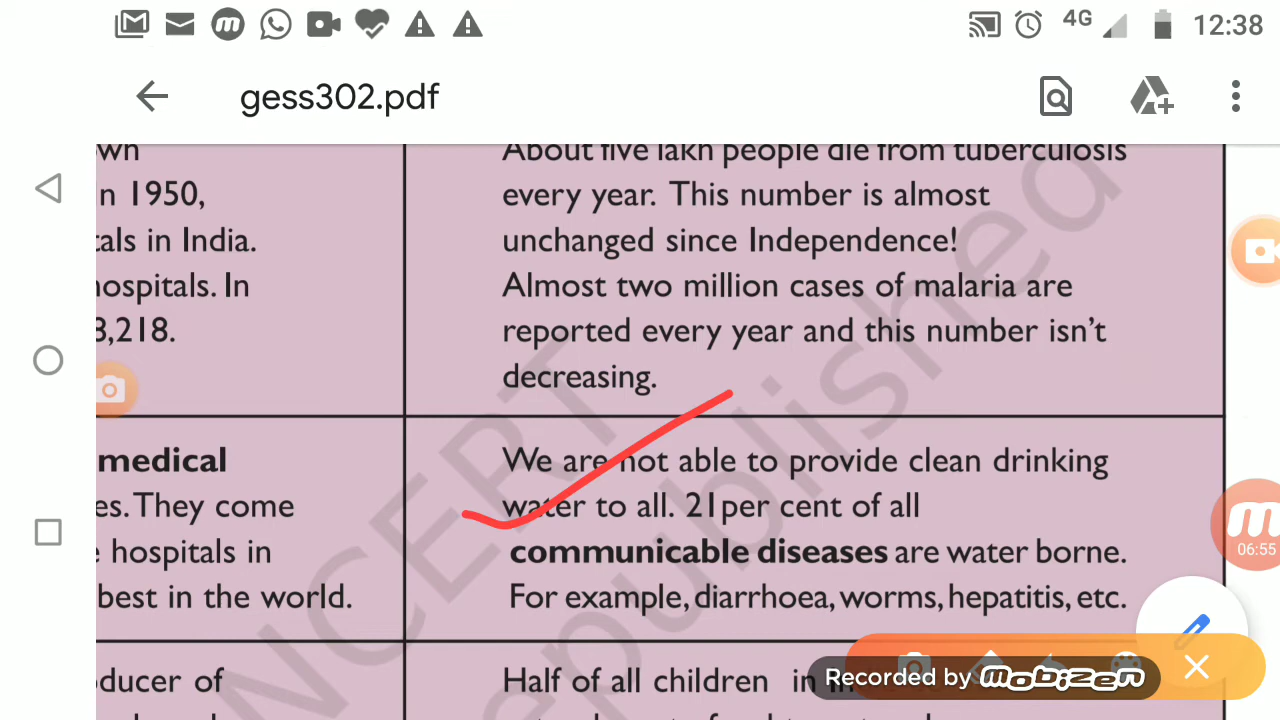 12:38
4G
gess302.pdf
wn
n 1950,
tals in India.
hospitals. In
8,218.
About five lakh people die from tuberculosis
every year. This number is almost
unchanged since Independence!
Almost two million cases of malaria are
reported every year and this number isn't
decreasing.
medical
es. They come
e hospitals in
best in the world.
We are not able to provide clean drinking
water to all. 21per cent of all
communicable diseases are water borne.
For example, diarrhoea, worms, hepatitis, etc.
ducer of
Half of all children in
NCERT
republished
06:55
Recorded by mobizen